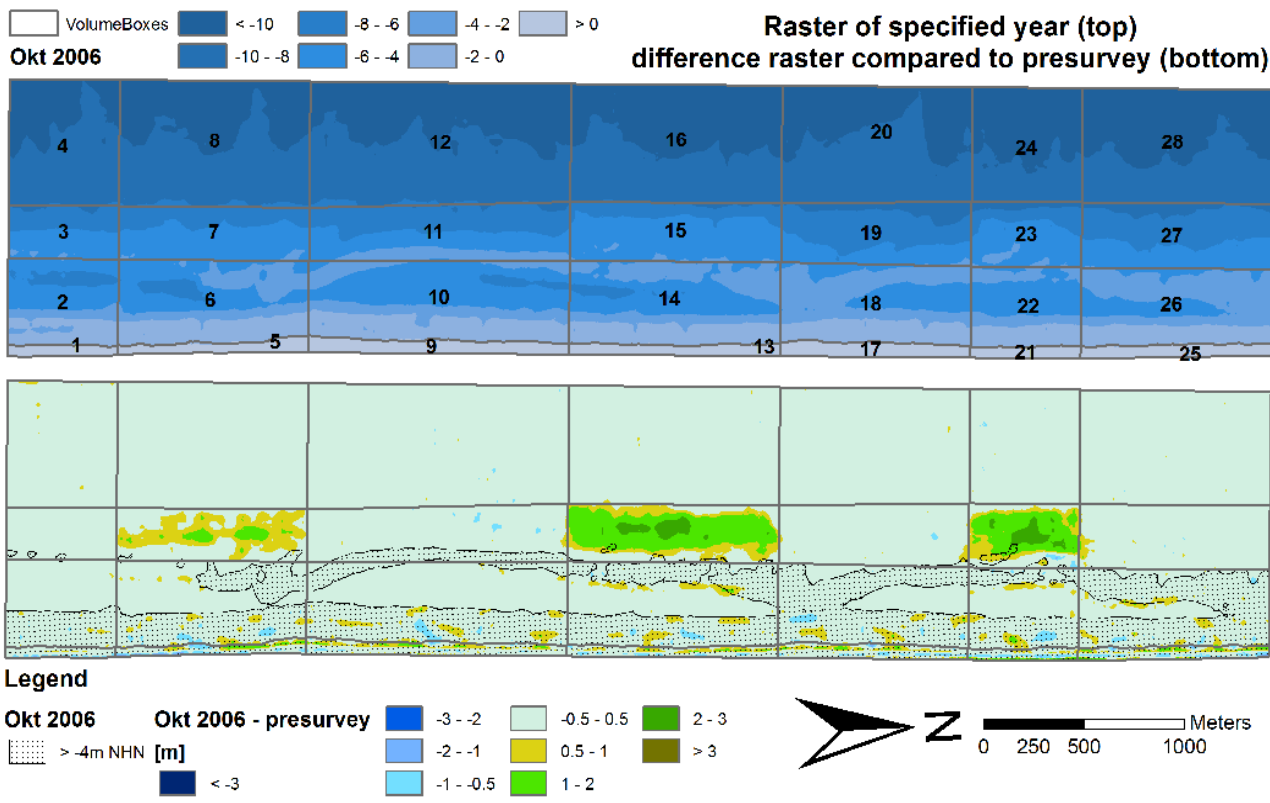 VolumeBoxes < -10 -8 - -6 -4 - -2 > 0
Okt 2006 -10 - -8 -6 - -4 -2 - 0
Raster of specified year (top)
difference raster compared to presurvey (bottom)
4 8 12 16 20 24 28
3 7 11 15 19 23 27
2 6 10 14 18 22 26
1 5 9 13 17 21 25
Legend
Okt 2006 Okt 2006 - presurvey -3 - -2 -0.5 - 0.5 2 - 3
> -4m NHN [m] -2 - -1 0.5 - 1 > 3
< -3 -1 - -0.5 1 - 2
N
Meters
0 250 500 1000